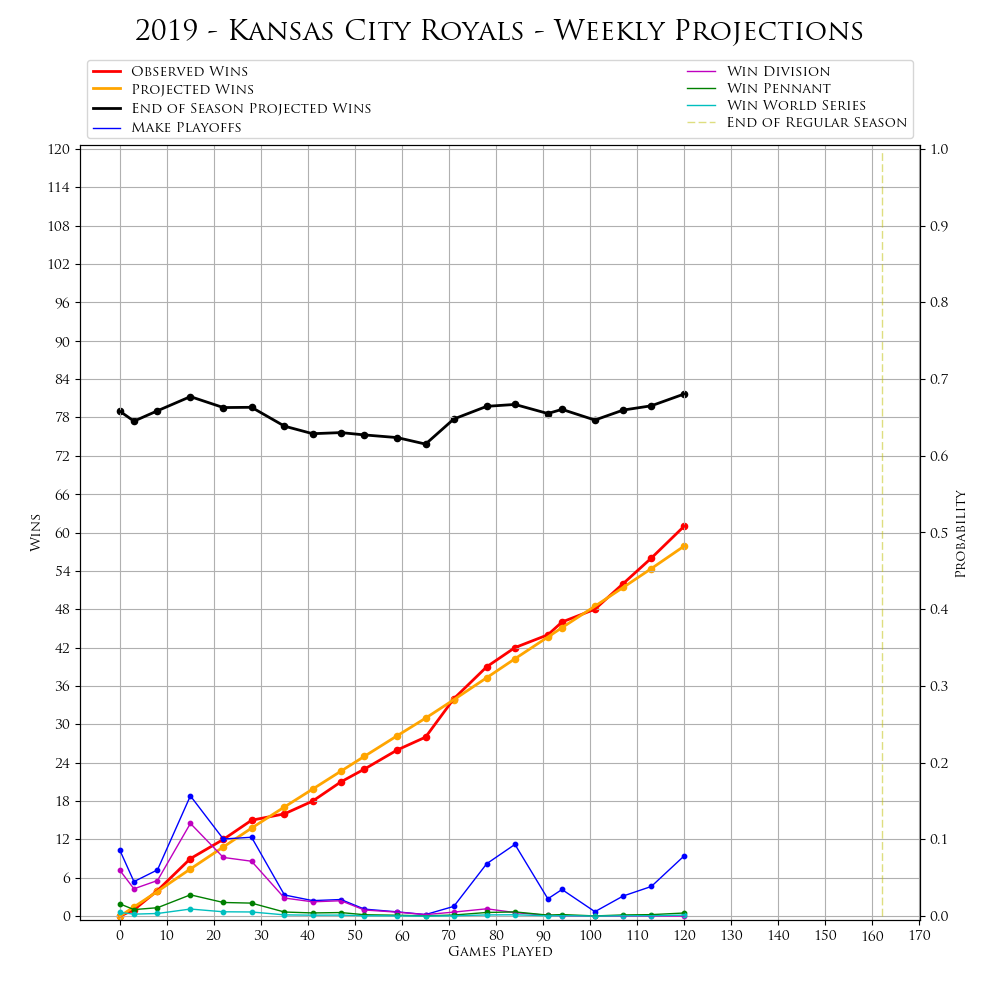 2019 - Kansas City Royals - Weekly Projections
Observed Wins
Projected Wins
End of Season Projected Wins
Make Playoffs
Win Division
Win Pennant
Win World Series
End of Regular Season
120
114
108
102
96
90
84
78
72
66
60
54
48
42
36
30
24
18
12
6
0
Wins
1.0
0.9
0.8
0.7
0.6
0.5
0.4
0.3
0.2
0.1
0.0
Probability
0 10 20 30 40 50 60 70 80 90 100 110 120 130 140 150 160 170
Games Played